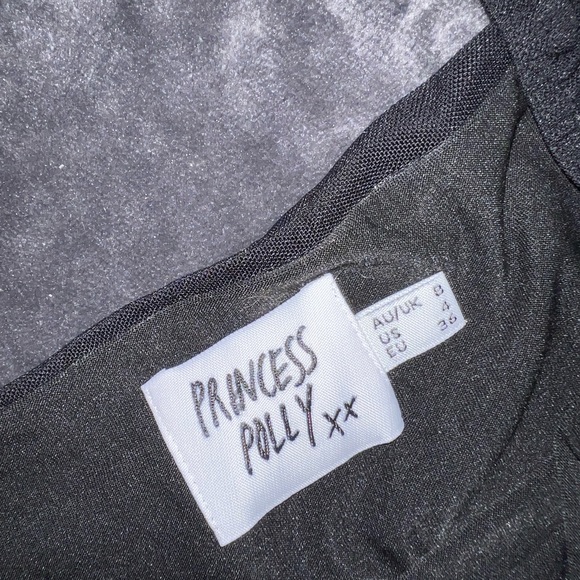 PRINCESS
POLLY xx
AU/UK 8
US 4
EU 36